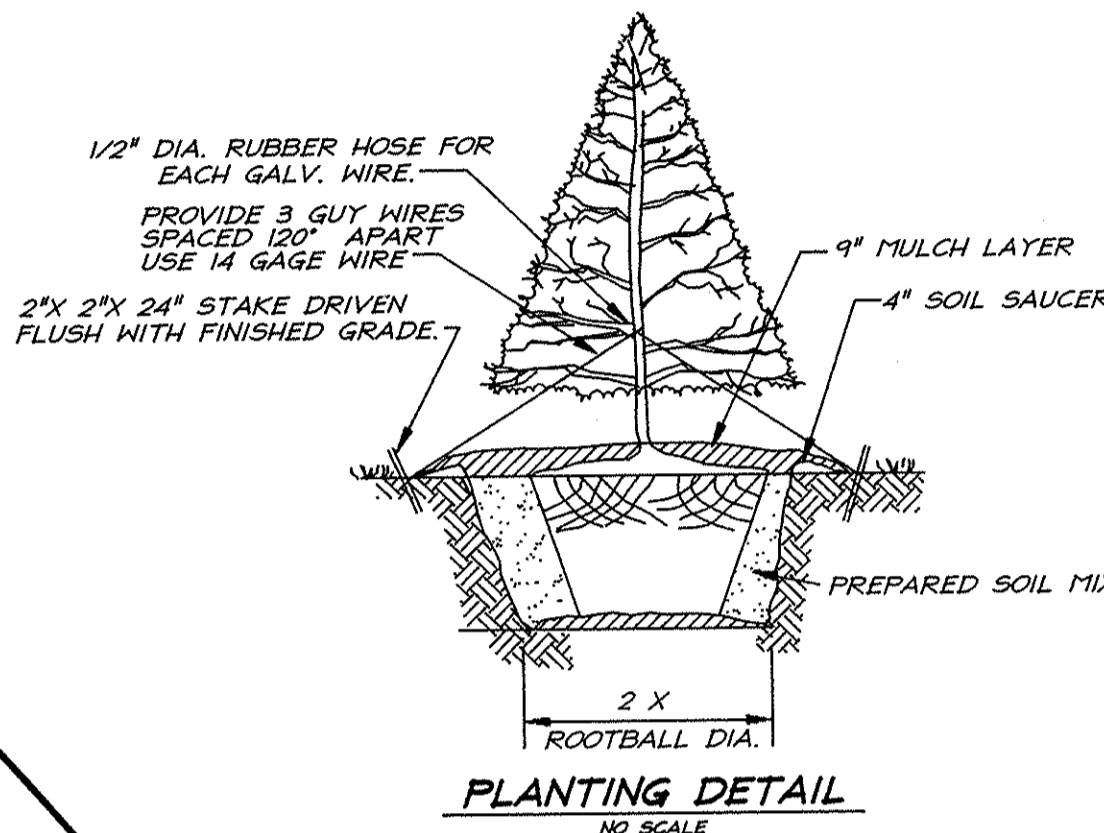 1/2" DIA. RUBBER HOSE FOR
EACH GALV. WIRE.
PROVIDE 3 GUY WIRES
SPACED 120° APART
USE 14 GAGE WIRE
2"X 2"X 24" STAKE DRIVEN
FLUSH WITH FINISHED GRADE.
9" MULCH LAYER
4" SOIL SAUCER
PREPARED SOIL MIX
2 X
ROOTBALL DIA.
PLANTING DETAIL
NO SCALE